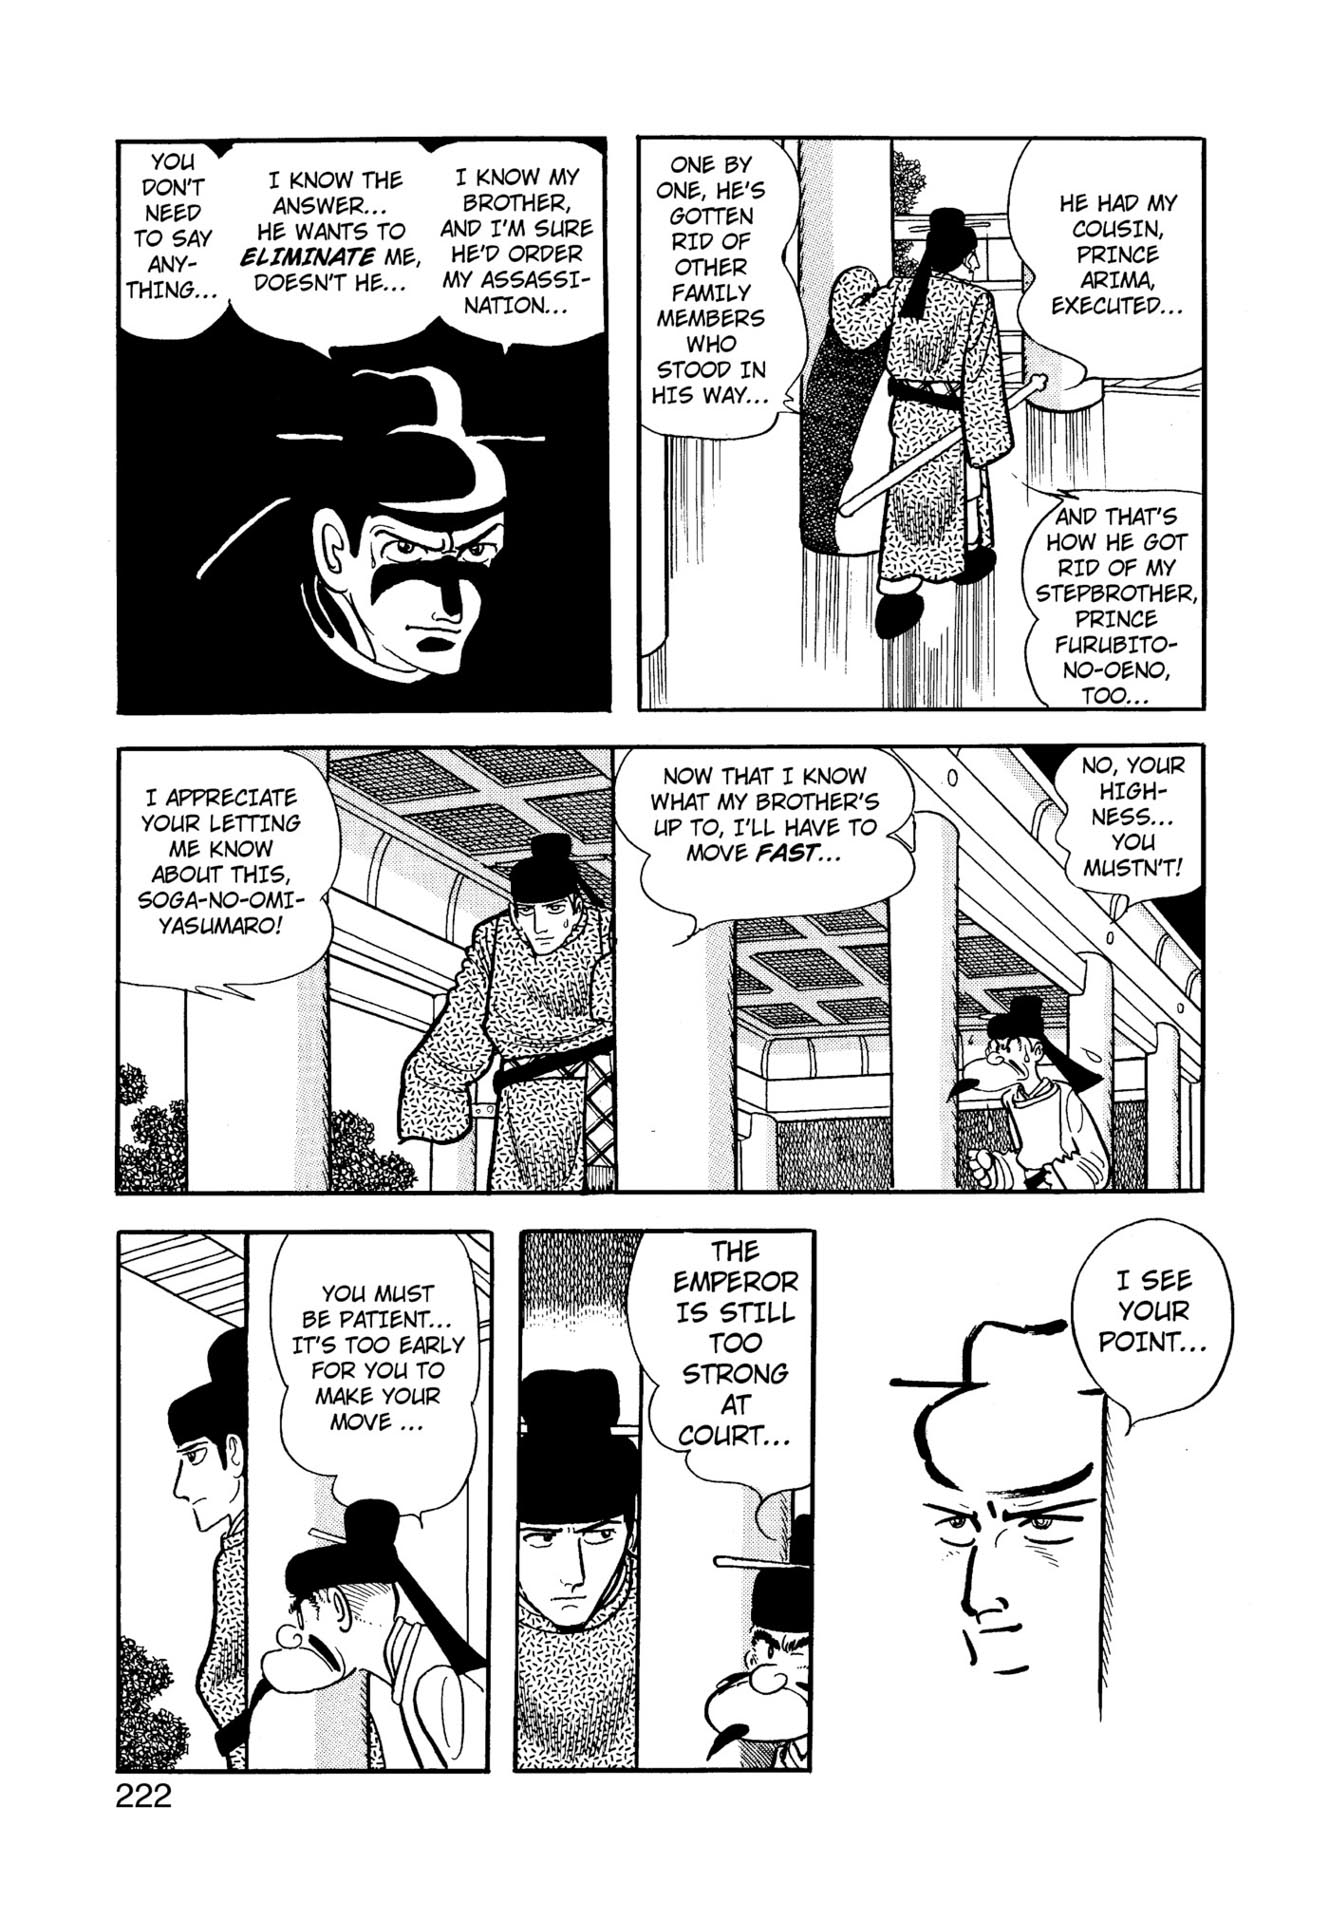 YOU
DON'T
NEED
TO SAY
ANY-
THING...
I KNOW THE
ANSWER...
HE WANTS TO
ELIMINATE ME,
DOESN'T HE...
I KNOW MY
BROTHER,
AND I'M SURE
HE'D ORDER
MY ASSASSI-
NATION...
ONE BY
ONE, HE'S
GOTTEN
RID OF
OTHER
FAMILY
MEMBERS
WHO
STOOD IN
HIS WAY...
HE HAD MY
COUSIN,
PRINCE
ARIMA,
EXECUTED...
AND THAT'S
HOW HE GOT
RID OF MY
STEPBROTHER,
PRINCE
FURUBITO-
NO-OENO,
TOO...
I APPRECIATE
YOUR LETTING
ME KNOW
ABOUT THIS,
SOGA-NO-OMI-
YASUMARO!
NOW THAT I KNOW
WHAT MY BROTHER'S
UP TO, I'LL HAVE TO
MOVE FAST...
NO, YOUR
HIGH-
NESS...
YOU
MUSTN'T!
YOU MUST
BE PATIENT...
IT'S TOO EARLY
FOR YOU TO
MAKE YOUR
MOVE ...
THE
EMPEROR
IS STILL
TOO
STRONG
AT
COURT...
I SEE
YOUR
POINT...
222